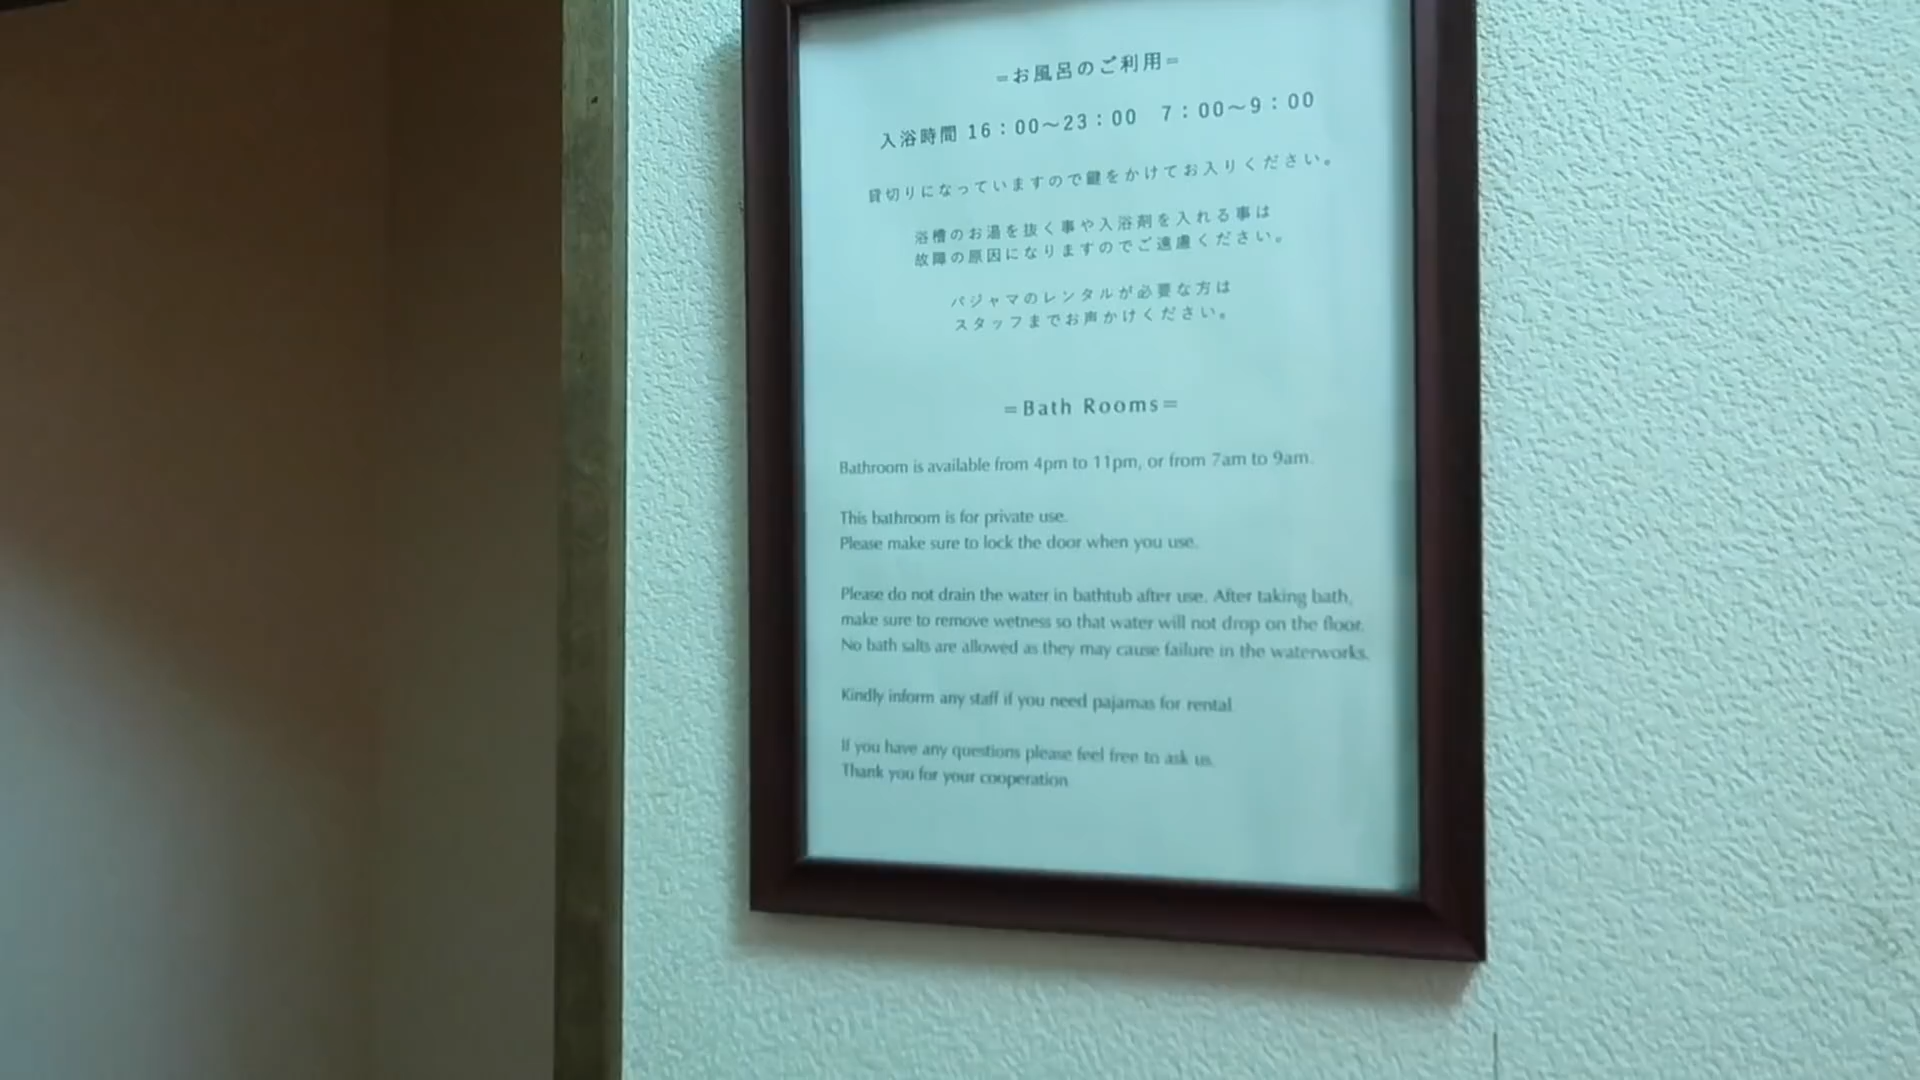 =お風呂のご利用=
入浴時間 16：00～23：00　7：00～9：00
貸切りになっていますので鍵をかけてお入りください。
浴槽のお湯を抜く事や入浴剤を入れる事は
故障の原因になりますのでご遠慮ください。
パジャマのレンタルが必要な方は
スタッフまでお声かけください。
=Bath Rooms=
Bathroom is available from 4pm to 11pm, or from 7am to 9am.
This bathroom is for private use.
Please make sure to lock the door when you use.
Please do not drain the water in bathtub after use. After taking bath,
make sure to remove wetness so that water will not drop on the floor.
No bath salts are allowed as they may cause failure in the waterworks.
Kindly inform any staff if you need pajamas for rental.
If you have any questions please feel free to ask us.
Thank you for your cooperation.